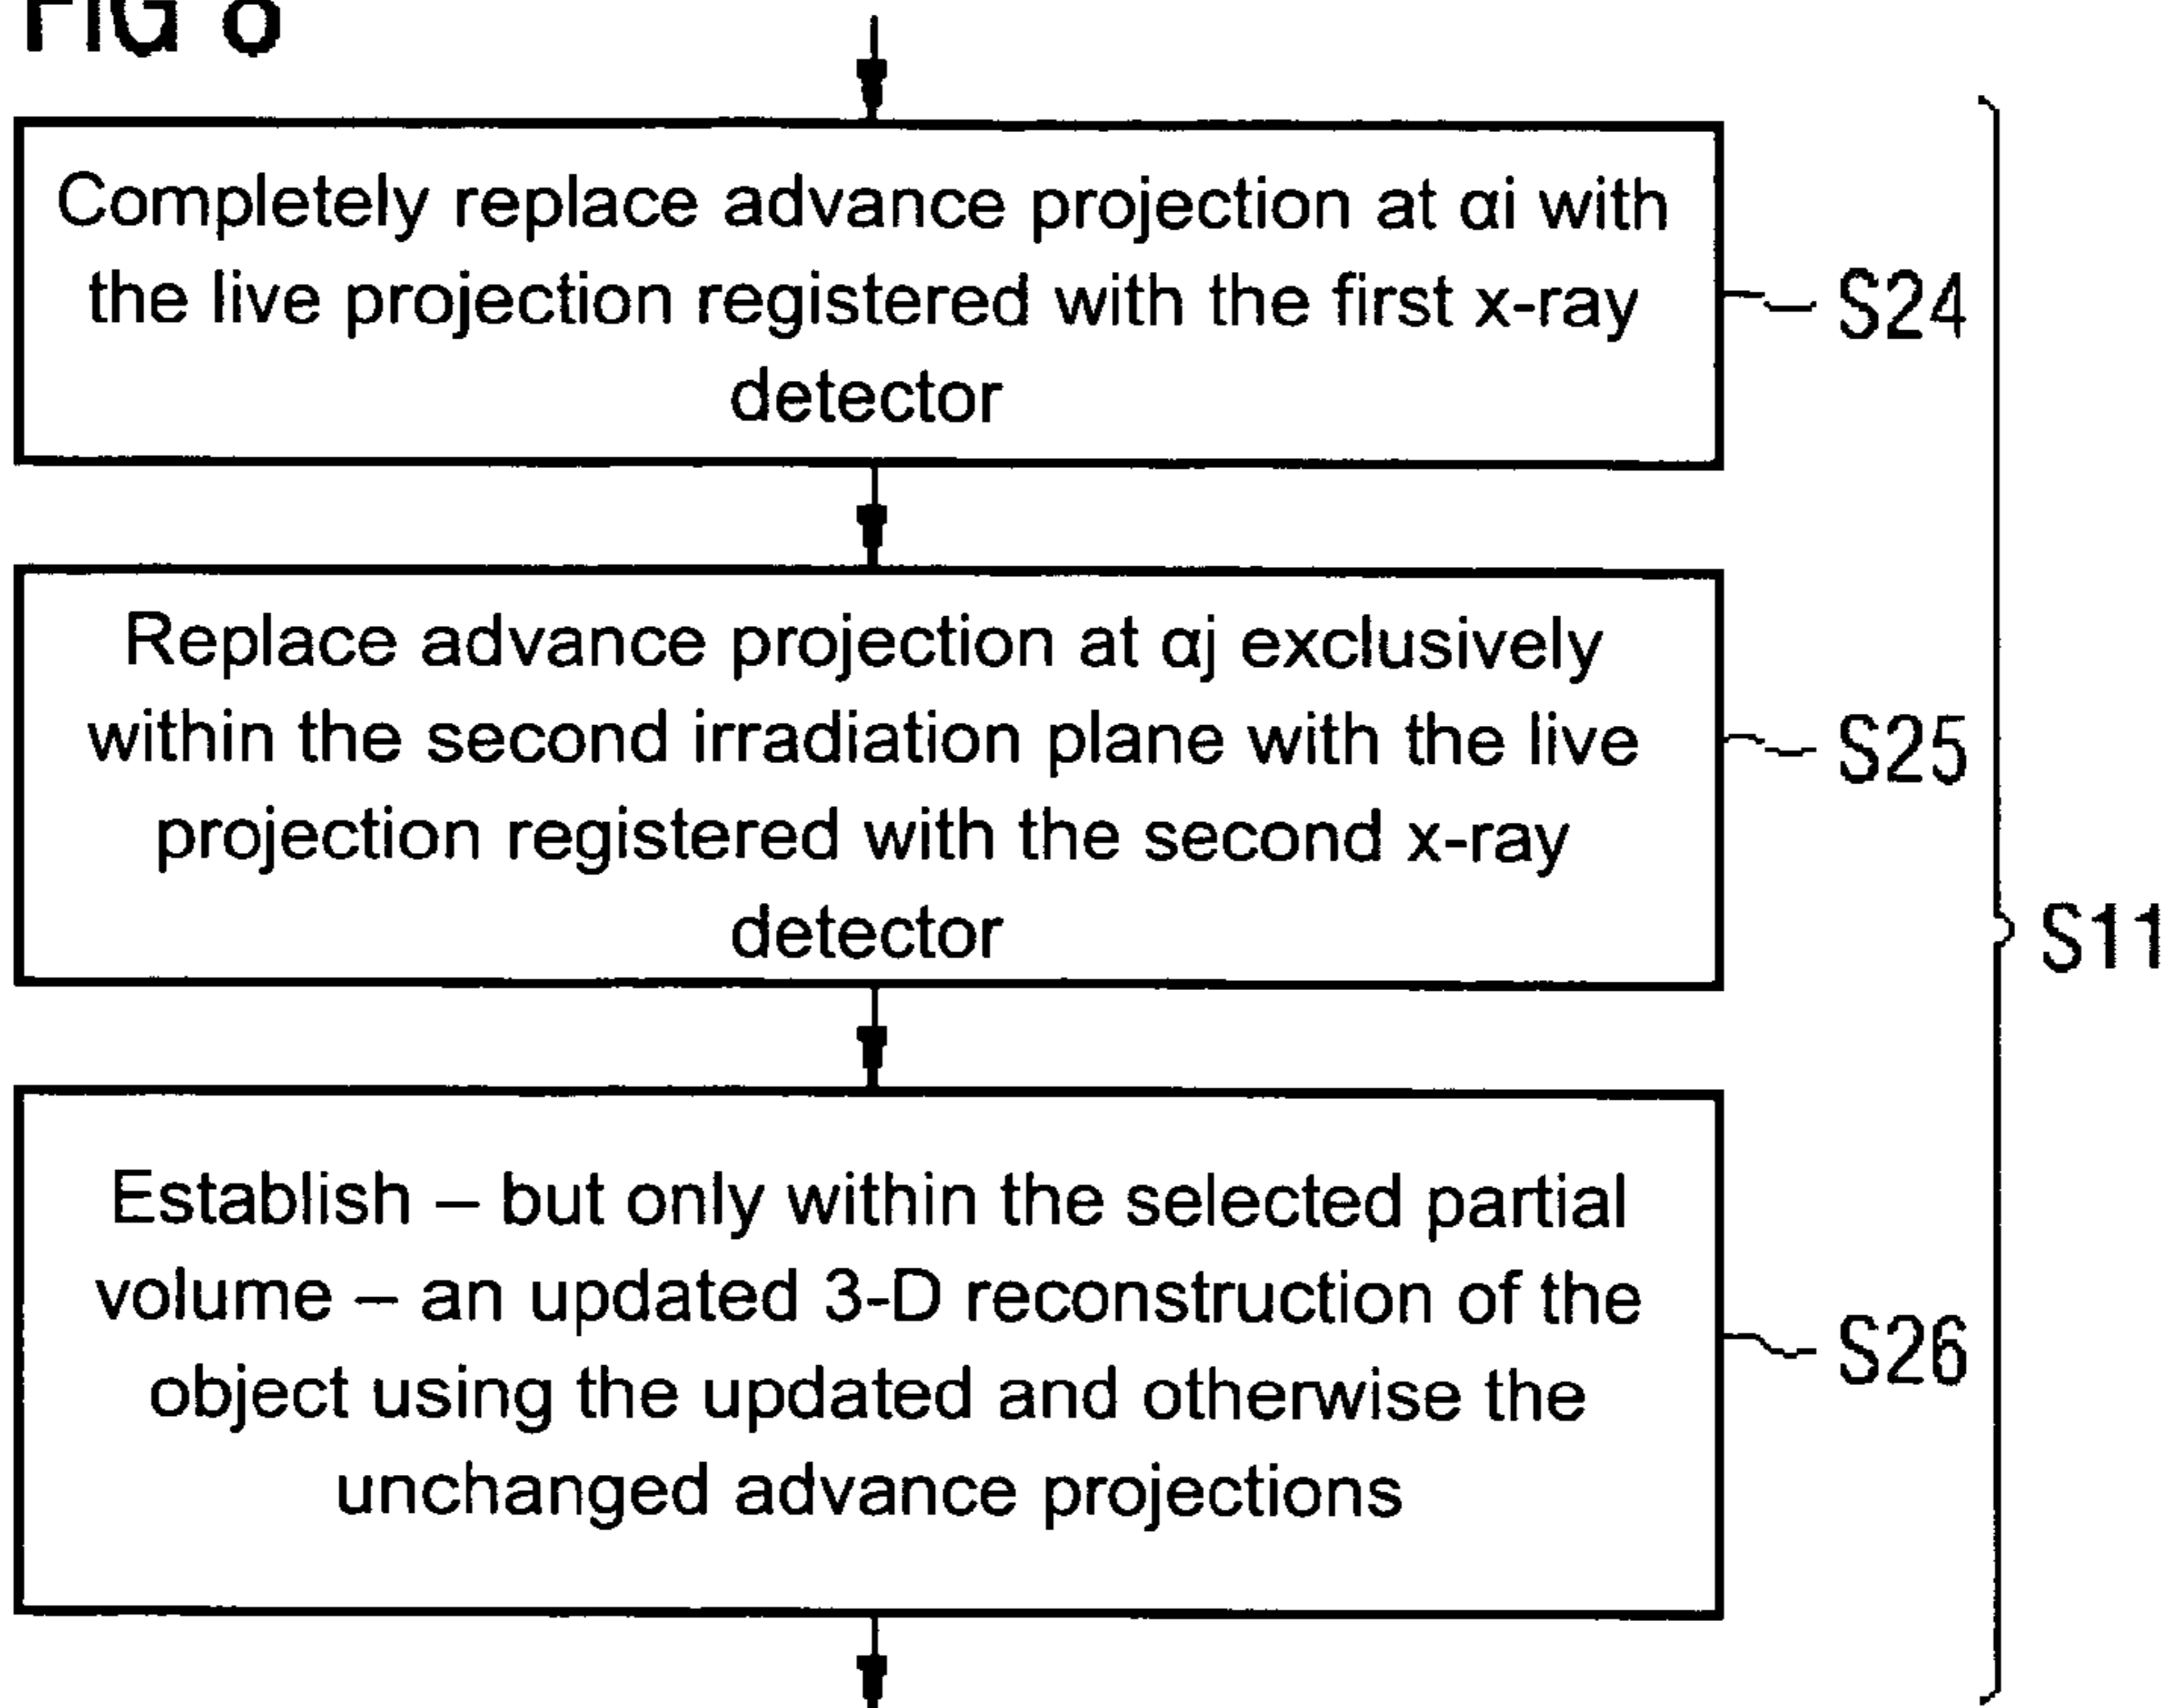 FIG 8
Completely replace advance projection at αi with
the live projection registered with the first x-ray
detector
S24
Replace advance projection at αj exclusively
within the second irradiation plane with the live
projection registered with the second x-ray
detector
S25
S11
Establish – but only within the selected partial
volume – an updated 3-D reconstruction of the
object using the updated and otherwise the
unchanged advance projections
S26